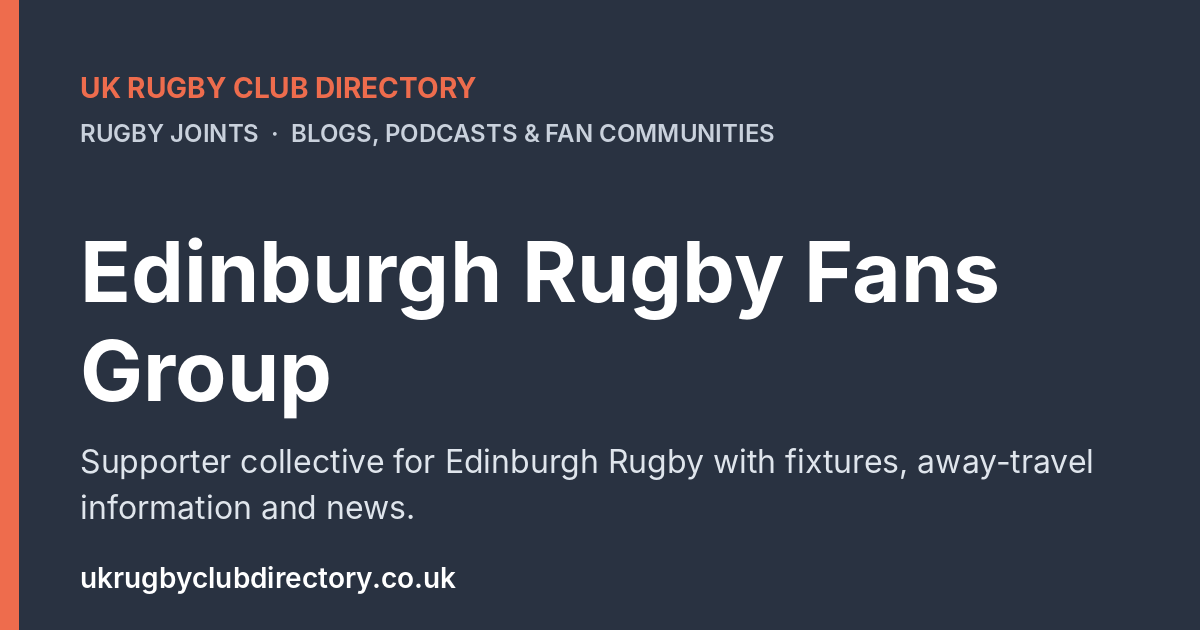 UK RUGBY CLUB DIRECTORY
RUGBY JOINTS · BLOGS, PODCASTS & FAN COMMUNITIES
Edinburgh Rugby Fans
Group
Supporter collective for Edinburgh Rugby with fixtures, away-travel
information and news.
ukrugbyclubdirectory.co.uk